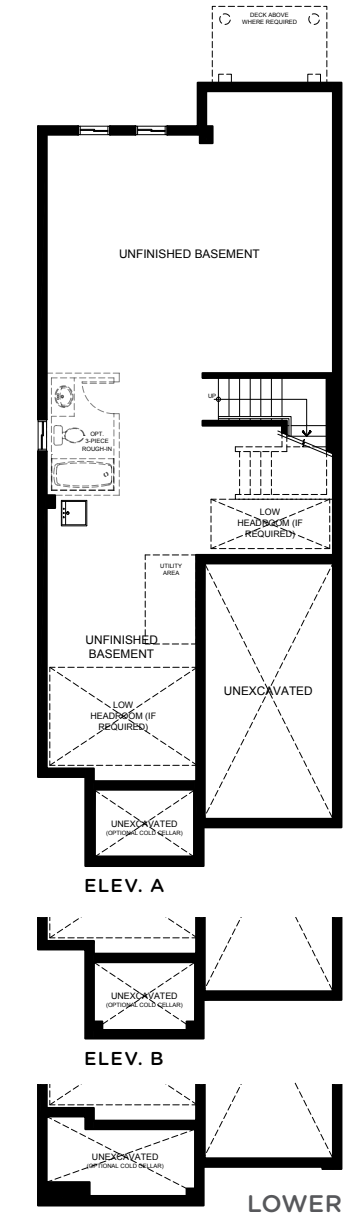 DECK ABOVE
WHERE REQUIRED
UNFINISHED BASEMENT
UP
OPT.
3-PIECE
ROUGH-IN
LOW
HEADROOM (IF
REQUIRED)
UTILITY
AREA
UNFINISHED
BASEMENT
LOW
HEADROOM (IF
REQUIRED)
UNEXCAVATED
UNEXCAVATED
(OPTIONAL COLD CELLAR)
ELEV. A
UNEXCAVATED
(OPTIONAL COLD CELLAR)
ELEV. B
UNEXCAVATED
(OPTIONAL COLD CELLAR)
LOWER